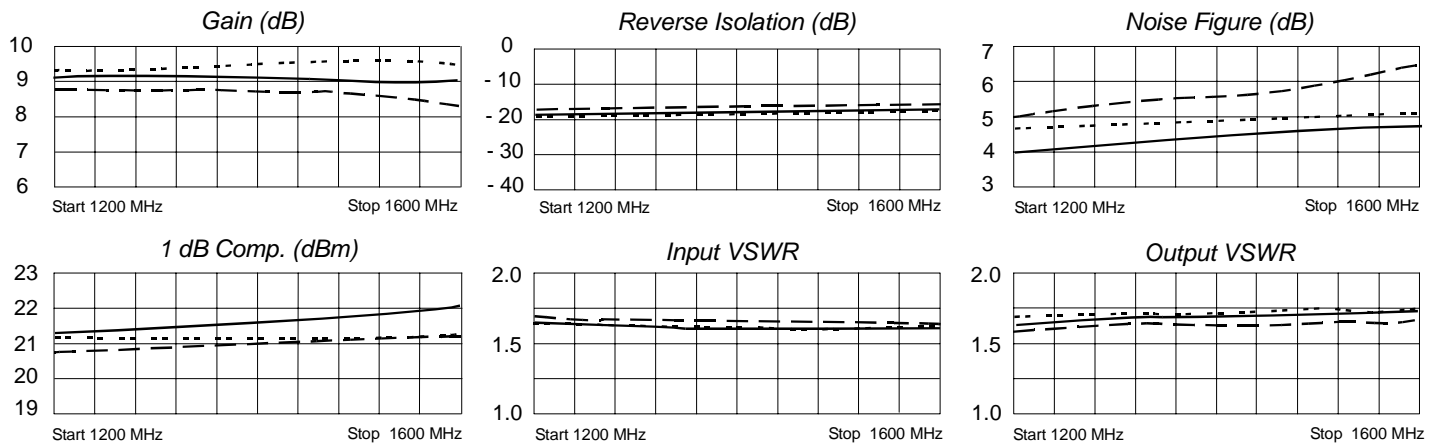 Gain (dB)
10
9
8
7
6
Start 1200 MHz Stop 1600 MHz
Reverse Isolation (dB)
0
- 10
- 20
- 30
- 40
Start 1200 MHz Stop 1600 MHz
Noise Figure (dB)
7
6
5
4
3
Start 1200 MHz Stop 1600 MHz
1 dB Comp. (dBm)
23
22
21
20
19
Start 1200 MHz Stop 1600 MHz
Input VSWR
2.0
1.5
1.0
Start 1200 MHz Stop 1600 MHz
Output VSWR
2.0
1.5
1.0
Start 1200 MHz Stop 1600 MHz